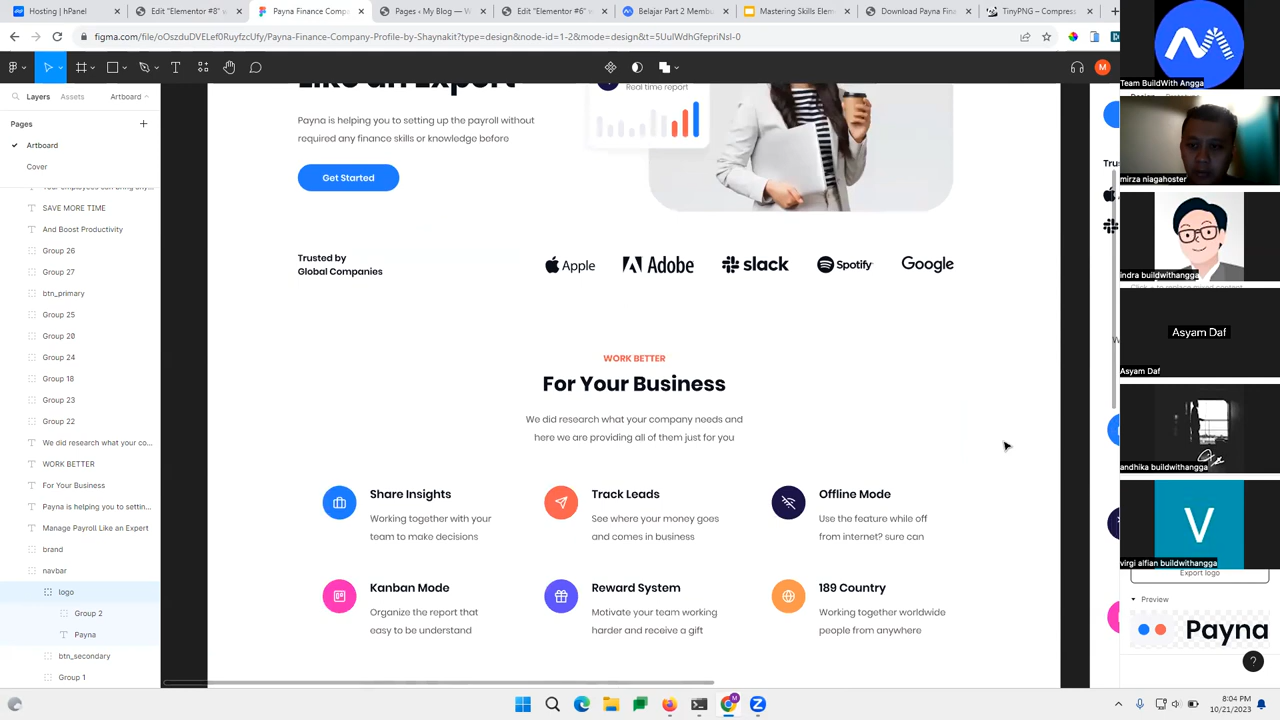 Hosting | hPanel
Edit "Elementor #8"
Payna Finance Comp
Pages ‹ My Blog — W
Edit "Elementor #6"
Belajar Part 2 Membu
Mastering Skills Elem
Download Payna Fin
TinyPNG – Compress
figma.com/file/oOszduDVELef0RuyfzcUfy/Payna-Finance-Company-Profile-by-Shaynakit?type=design&node-id=1-2&mode=design&t=5UuIWdhGfepriNsI-0
M
Layers
Assets
Artboard
Pages
Artboard
Cover
SAVE MORE TIME
And Boost Productivity
Group 26
Group 27
btn_primary
Group 25
Group 20
Group 24
Group 18
Group 23
Group 22
We did research what your co...
WORK BETTER
For Your Business
Payna is helping you to settin...
Manage Payroll Like an Expert
brand
navbar
logo
Group 2
Payna
btn_secondary
Group 1
Like an Expert
Payna is helping you to setting up the payroll without
required any finance skills or knowledge before
Get Started
Real time report
Trusted by
Global Companies
Apple
Adobe
slack
Spotify
Google
WORK BETTER
For Your Business
We did research what your company needs and
here we are providing all of them just for you
Share Insights
Working together with your
team to make decisions
Track Leads
See where your money goes
and comes in business
Offline Mode
Use the feature while off
from internet? sure can
Kanban Mode
Organize the report that
easy to be understand
Reward System
Motivate your team working
harder and receive a gift
189 Country
Working together worldwide
people from anywhere
Team BuildWith Angga
mirza niagahoster
indra buildwithangga
Asyam Daf
Asyam Daf
andhika buildwithangga
V
virgi alfian buildwithangga
Export logo
Preview
Payna
?
8:04 PM
10/21/2023